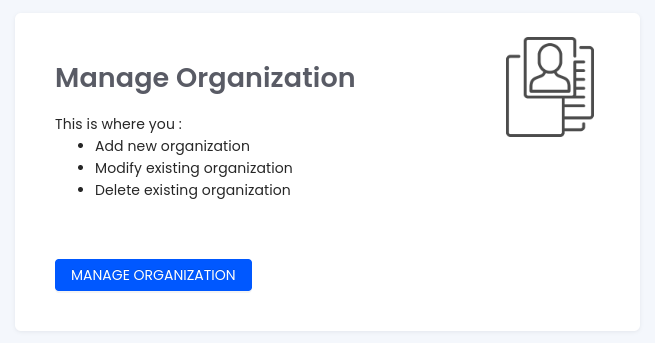 Manage Organization
This is where you :
• Add new organization
• Modify existing organization
• Delete existing organization
MANAGE ORGANIZATION